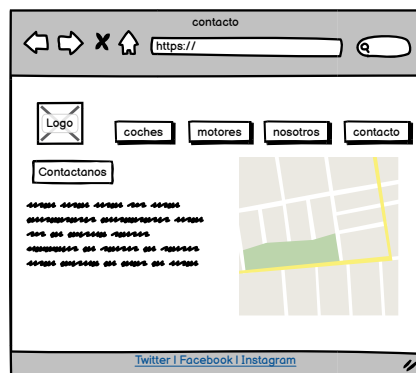 contacto
https://
Logo
coches motores nosotros contacto
Contactanos
Twitter | Facebook | Instagram